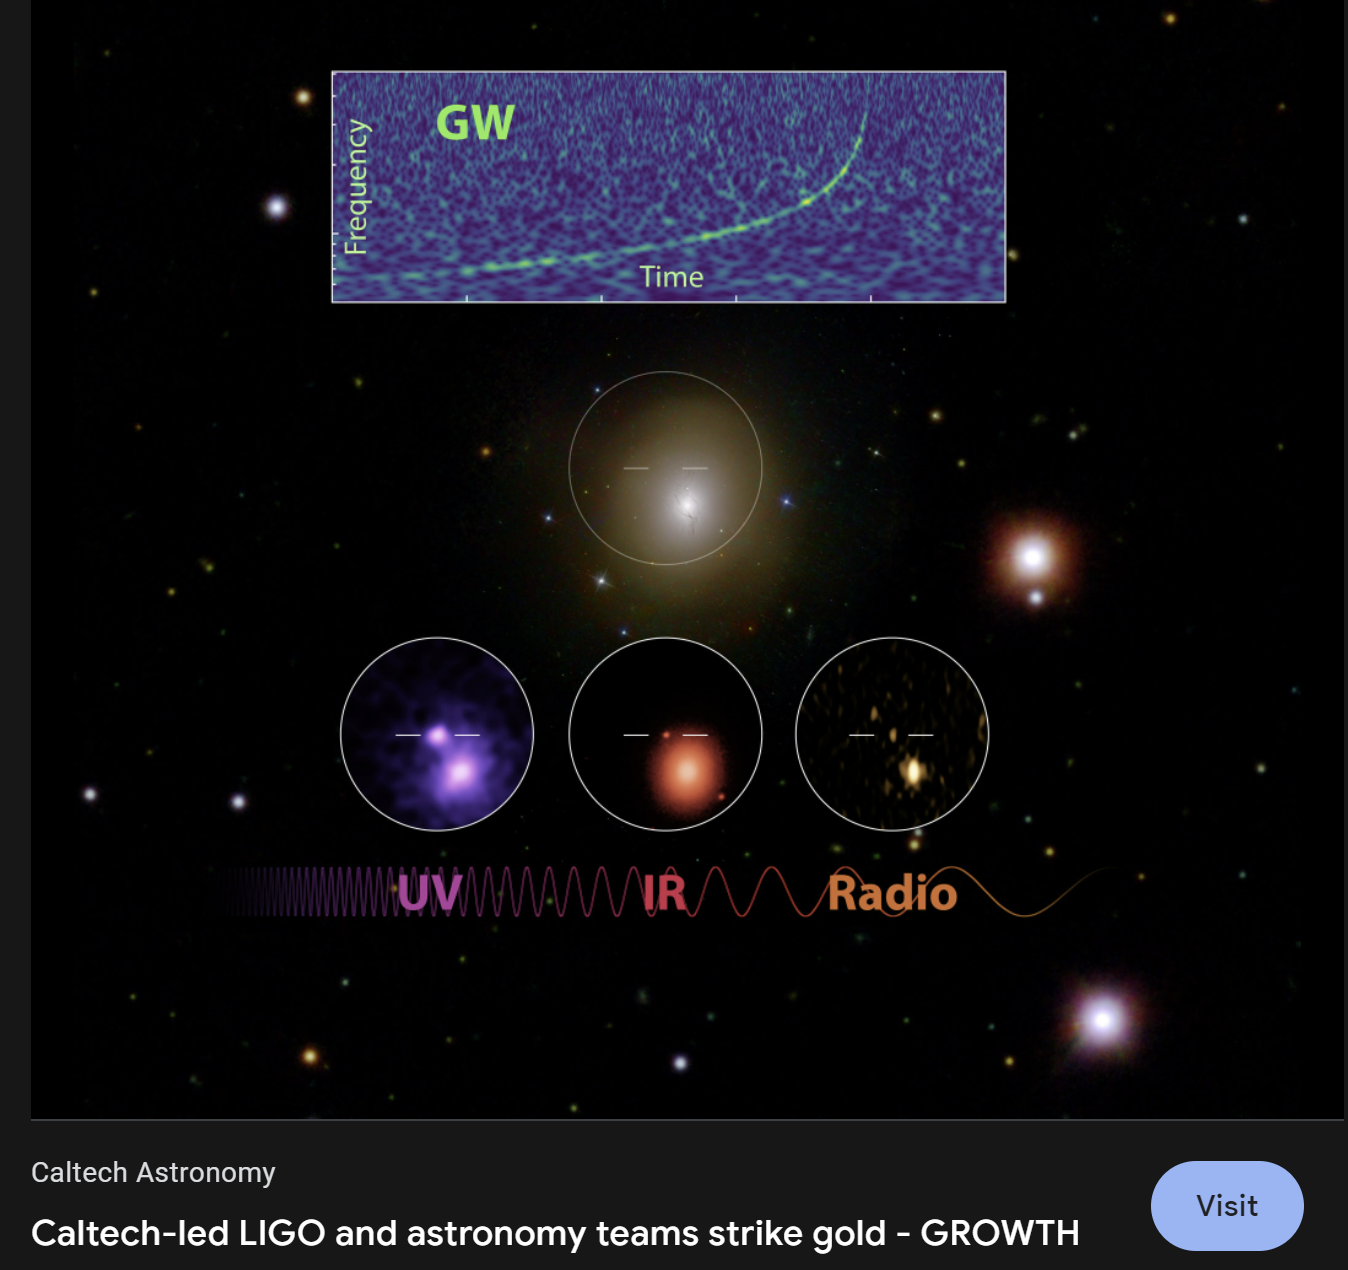 GW
Frequency
Time
UV
IR
Radio
Caltech Astronomy
Visit
Caltech-led LIGO and astronomy teams strike gold - GROWTH